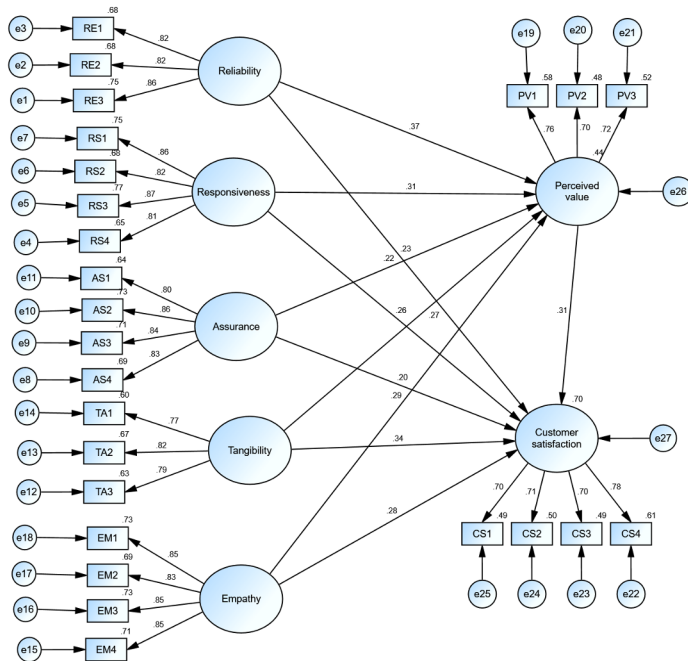 .68
e3 RE1 .82
.68
e2 RE2 .82 Reliability
.75
e1 RE3 .86
.75
e7 RS1 .86
.68
e6 RS2 .82
.77
Responsiveness
e5 RS3 .87
.65
e4 RS4 .81
.64
e11 AS1 .80
.73
e10 AS2 .86
.71
Assurance
e9 AS3 .84
.69
e8 AS4 .83
.60
e14 TA1 .77
.67
e13 TA2 .82 Tangibility
.63
e12 TA3 .79
.73
e18 EM1 .85
.69
e17 EM2 .83
.73
Empathy
e16 EM3 .85
.71
e15 EM4 .85
e19 e20 e21
.58 .48 .52
PV1 PV2 PV3
.76 .70 .72
.44
Perceived
value
e26
.37
.31
.22 .23
.26 .27
.20
.29
.34
.28
.31
.70
Customer
satisfaction
e27
.70 .71 .70 .78
.49 .50 .49 .61
CS1 CS2 CS3 CS4
e25 e24 e23 e22